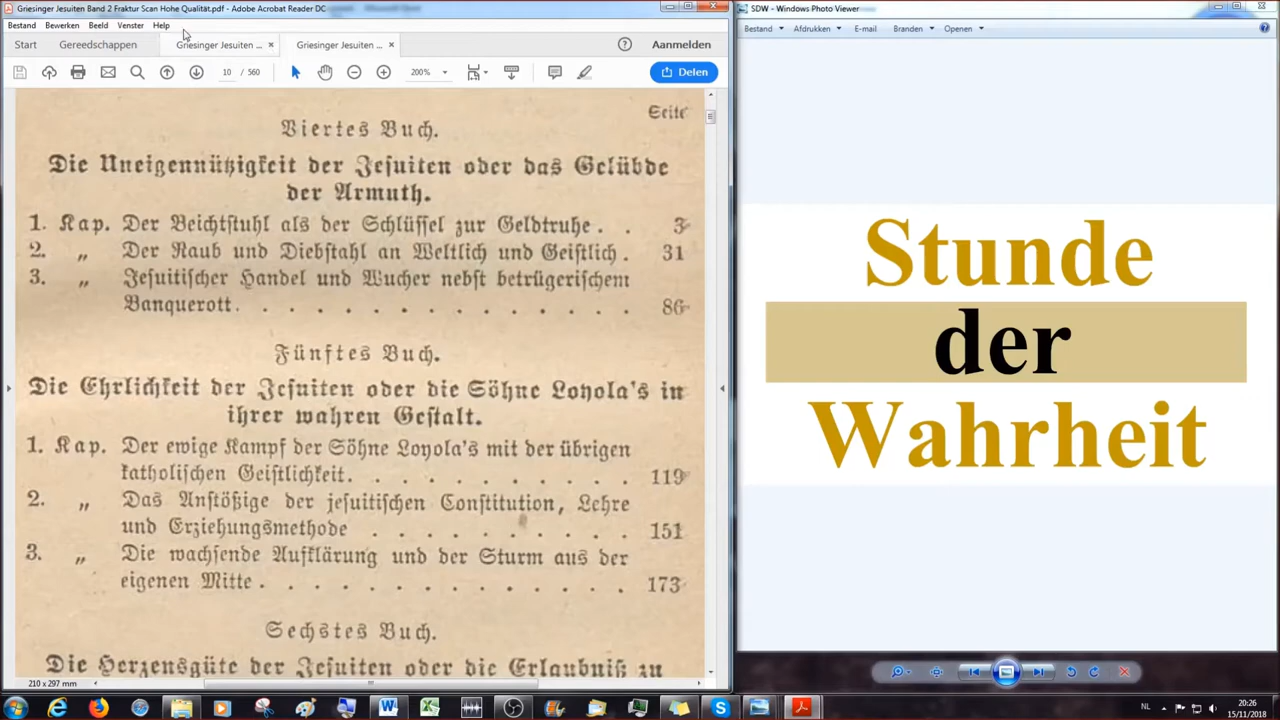 Griesinger Jesuiten Band 2 Fraktur Scan Hohe Qualität.pdf - Adobe Acrobat Reader DC
Bestand Bewerken Beeld Venster Help
Start Gereedschappen Griesinger Jesuiten ... × Griesinger Jesuiten ... × Aanmelden
10 / 560 200% Delen
Seite
Viertes Buch.
Die Uneigennützigkeit der Jesuiten oder das Gelübde
der Armuth.
1. Kap. Der Beichtstuhl als der Schlüssel zur Geldtruhe . . 3
2. „ Der Raub und Diebstahl an Weltlich und Geistlich . 31
3. „ Jesuitischer Handel und Wucher nebst betrügerischem
Banquerott . . . . . . . . . . . . . . 86
Fünftes Buch.
Die Ehrlichkeit der Jesuiten oder die Söhne Loyola's in
ihrer wahren Gestalt.
1. Kap. Der ewige Kampf der Söhne Loyola's mit der übrigen
katholischen Geistlichkeit. . . . . . . . . . . 119
2. „ Das Anstößige der jesuitischen Constitution, Lehre
und Erziehungsmethode . . . . . . . . . . 151
3. „ Die wachsende Aufklärung und der Sturm aus der
eigenen Mitte . . . . . . . . . . . . . . 173
Sechstes Buch.
Die Herzensgüte der Jesuiten oder die Erlaubniß zu
210 x 297 mm
SDW - Windows Photo Viewer
Bestand Afdrukken E-mail Branden Openen
Stunde
der
Wahrheit
NL 20:26
15/11/2018